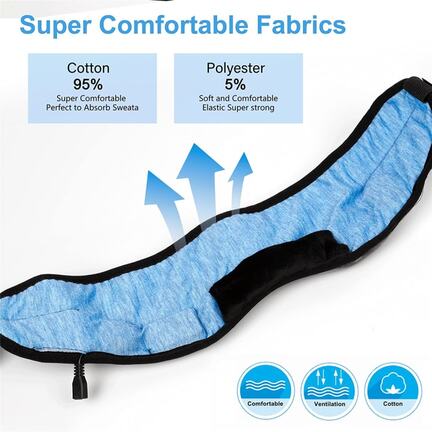 Super Comfortable Fabrics
Cotton
95%
Super Comfortable
Perfect to Absorb Sweata
Polyester
5%
Soft and Comfortable
Elastic Super strong
Comfortable
Ventilation
Cotton